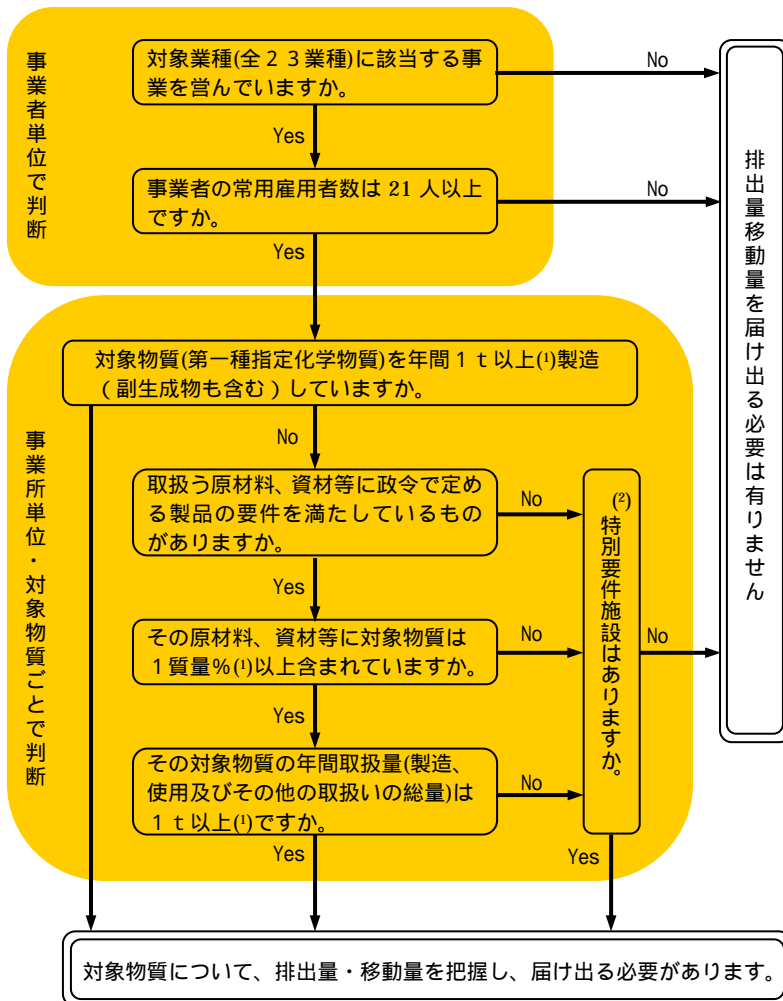 事業者単位で判断
対象業種(全２３業種)に該当する事
業を営んでいますか。
No
Yes
事業者の常用雇用者数は 21 人以上
ですか。
No
Yes
排出量移動量を届け出る必要は有りません
事業所単位・対象物質ごとで判断
対象物質(第一種指定化学物質)を年間１ｔ以上(¹)製造
（副生成物も含む）していますか。
No
取扱う原材料、資材等に政令で定め
る製品の要件を満たしているもの
がありますか。
No
Yes
その原材料、資材等に対象物質は
１質量％(¹)以上含まれていますか。
No
Yes
その対象物質の年間取扱量(製造、
使用及びその他の取扱いの総量)は
１ｔ以上(¹)ですか。
No
Yes
(²)
特別要件施設はありますか。
No
Yes
対象物質について、排出量・移動量を把握し、届け出る必要があります。